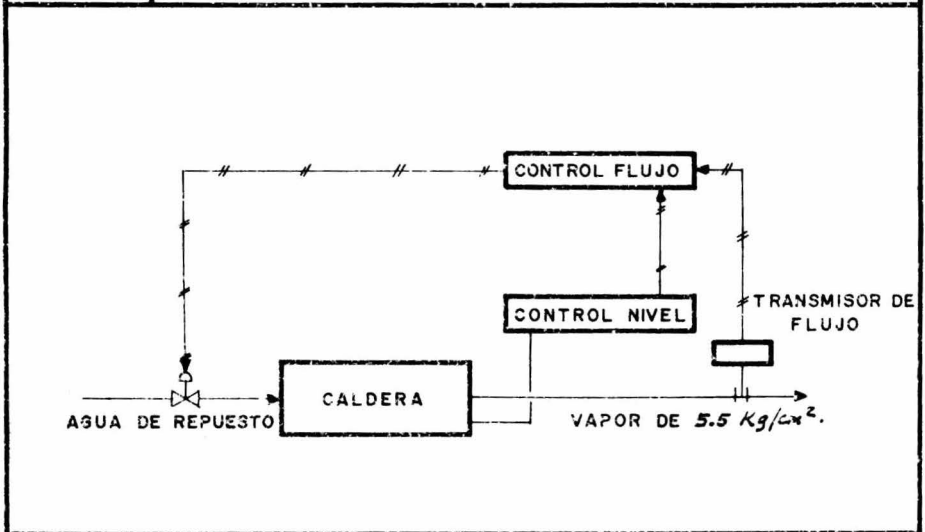 CONTROL FLUJO
CONTROL NIVEL
TRANSMISOR DE
FLUJO
CALDERA
AGUA DE REPUESTO
VAPOR DE 5.5 Kg/cm².